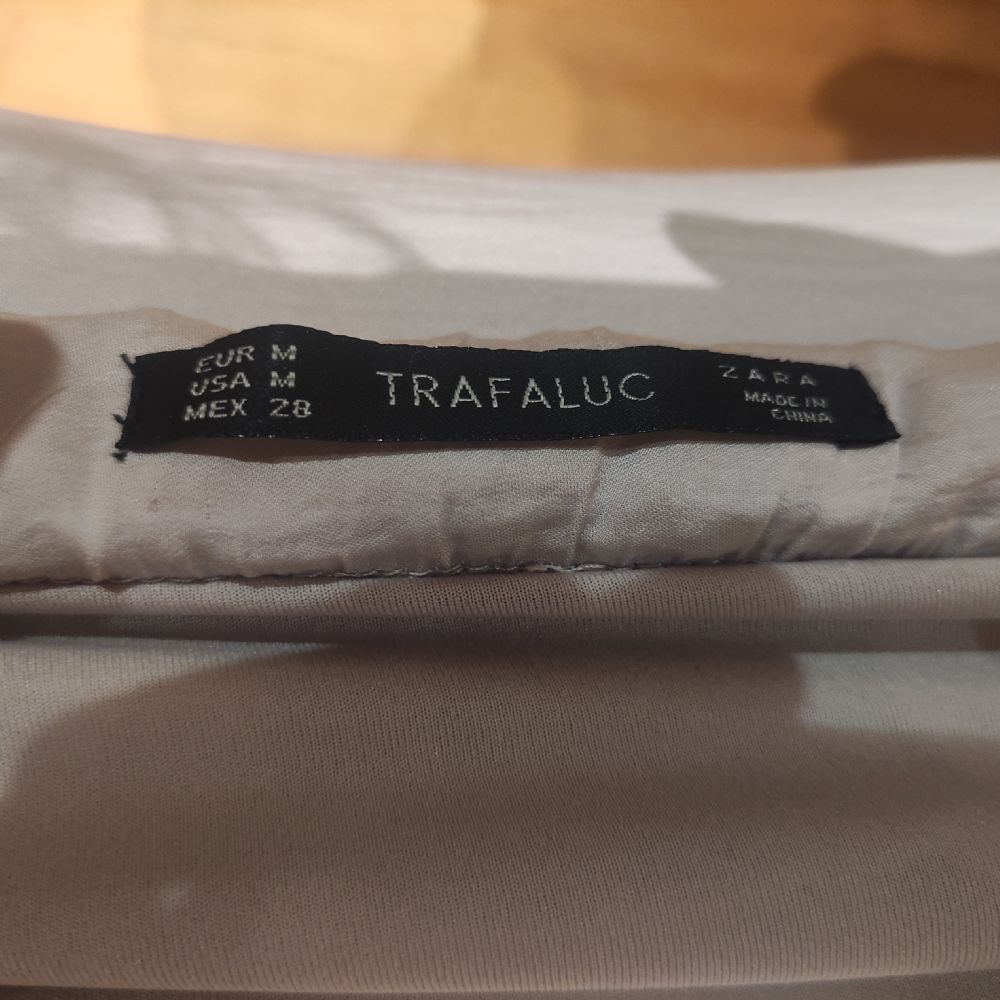 EUR M
USA M
MEX 28
TRAFALUC
ZARA
MADE IN
CHINA